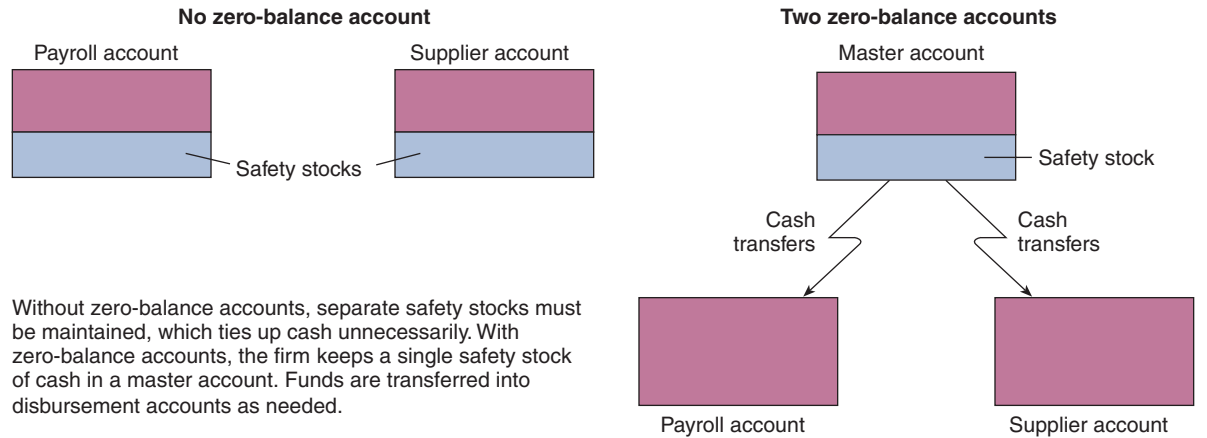 No zero-balance account
Payroll account
Supplier account
Safety stocks
Without zero-balance accounts, separate safety stocks must
be maintained, which ties up cash unnecessarily. With
zero-balance accounts, the firm keeps a single safety stock
of cash in a master account. Funds are transferred into
disbursement accounts as needed.
Two zero-balance accounts
Master account
Safety stock
Cash
transfers
Cash
transfers
Payroll account
Supplier account